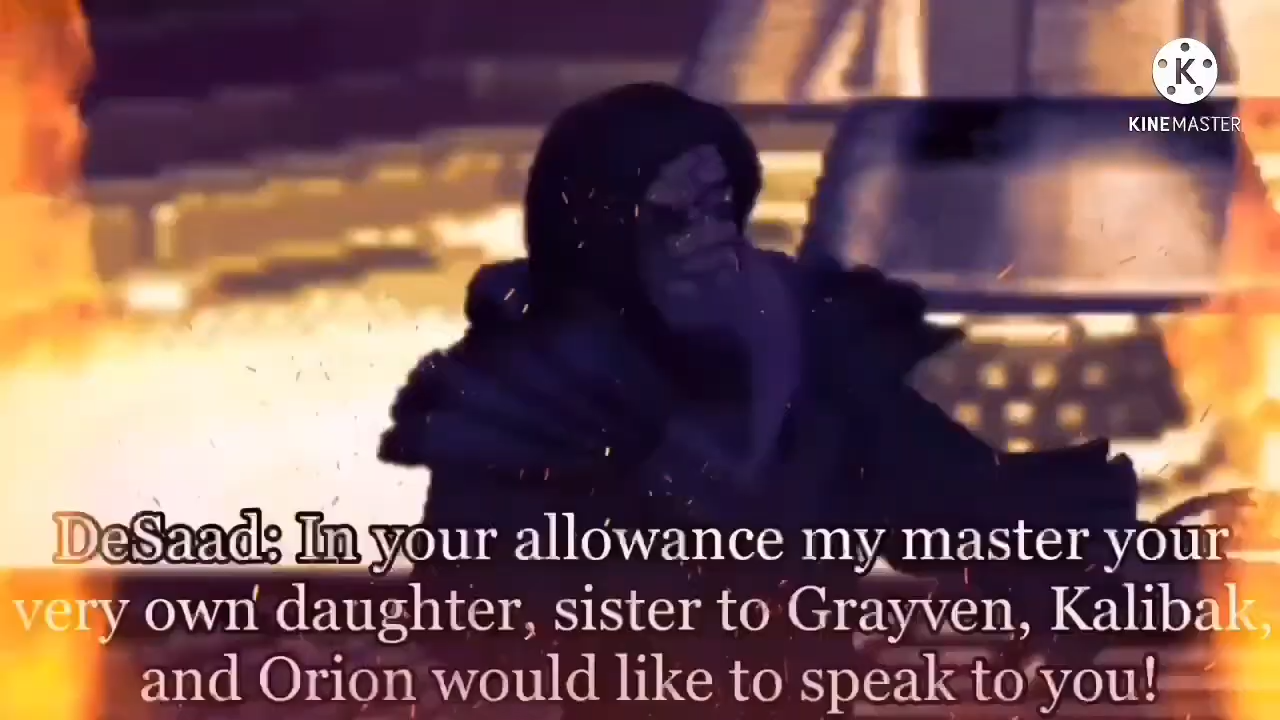 K
KINEMASTER
DeSaad: In your allowance my master your
very own daughter, sister to Grayven, Kalibak,
and Orion would like to speak to you!